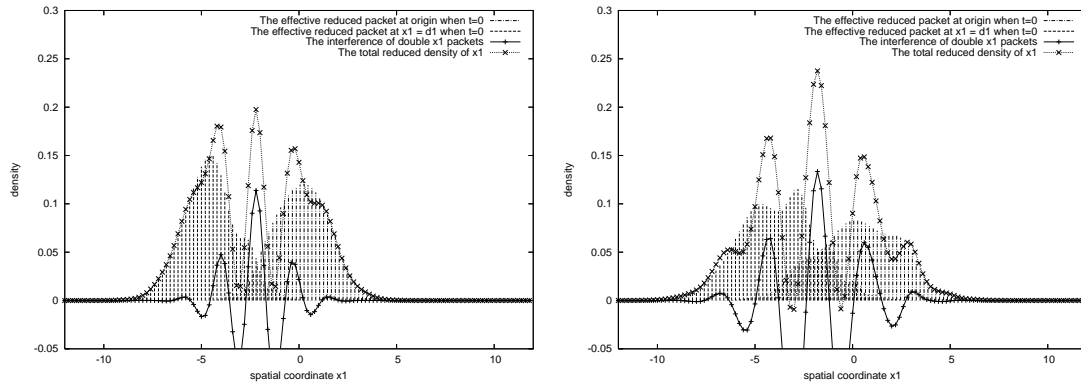 The effective reduced packet at origin when t=0
The effective reduced packet at x1 = d1 when t=0
The interference of double x1 packets
The total reduced density of x1
0.3
0.25
0.2
0.15
0.1
0.05
0
-0.05
density
-10
-5
0
5
10
spatial coordinate x1
The effective reduced packet at origin when t=0
The effective reduced packet at x1 = d1 when t=0
The interference of double x1 packets
The total reduced density of x1
0.3
0.25
0.2
0.15
0.1
0.05
0
-0.05
density
-10
-5
0
5
10
spatial coordinate x1